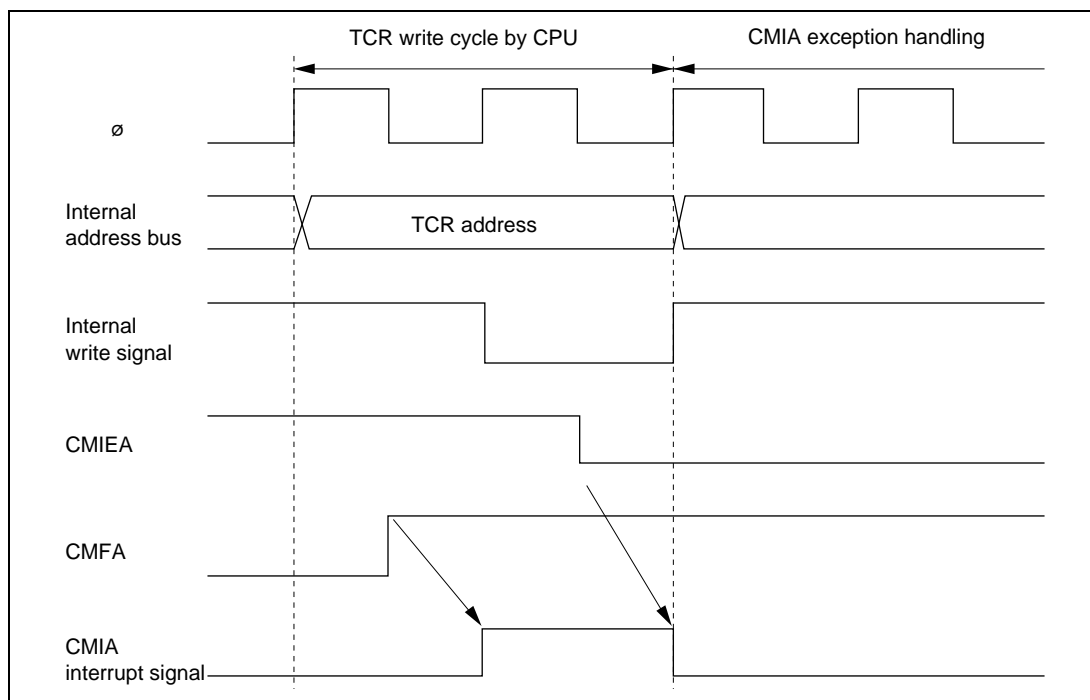 TCR write cycle by CPU
CMIA exception handling
ø
Internal
address bus
TCR address
Internal
write signal
CMIEA
CMFA
CMIA
interrupt signal